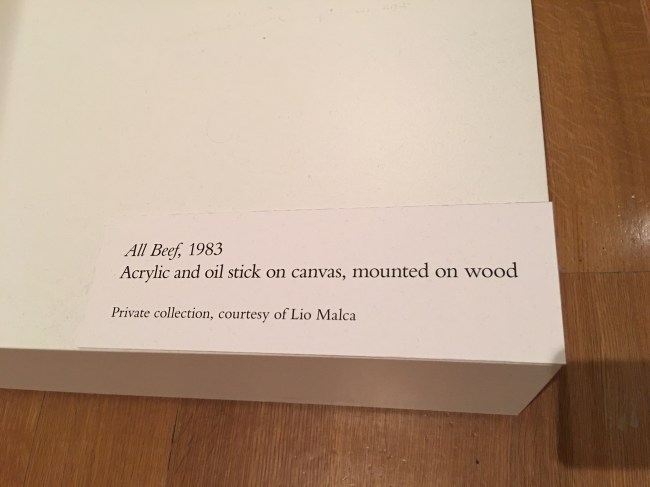 All Beef, 1983
Acrylic and oil stick on canvas, mounted on wood
Private collection, courtesy of Lio Malca